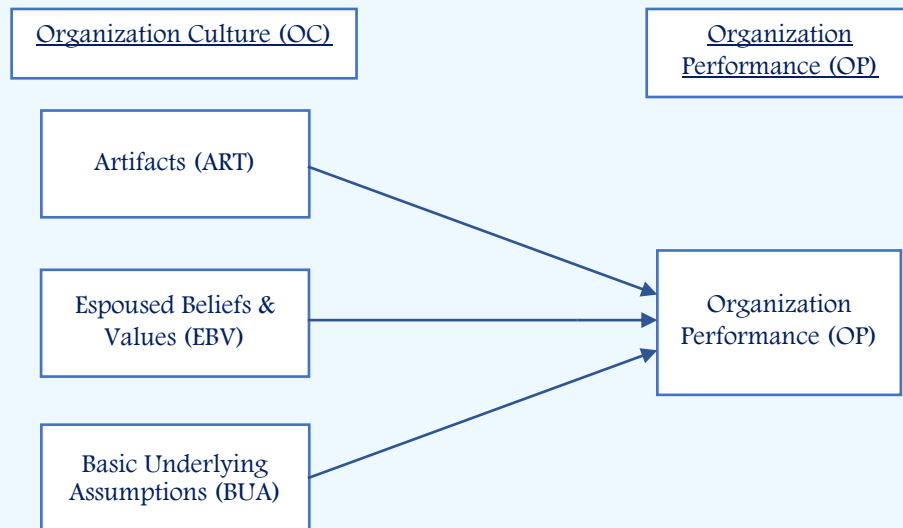 Organization Culture (OC)
Organization
Performance (OP)
Artifacts (ART)
Espoused Beliefs &
Values (EBV)
Organization
Performance (OP)
Basic Underlying
Assumptions (BUA)